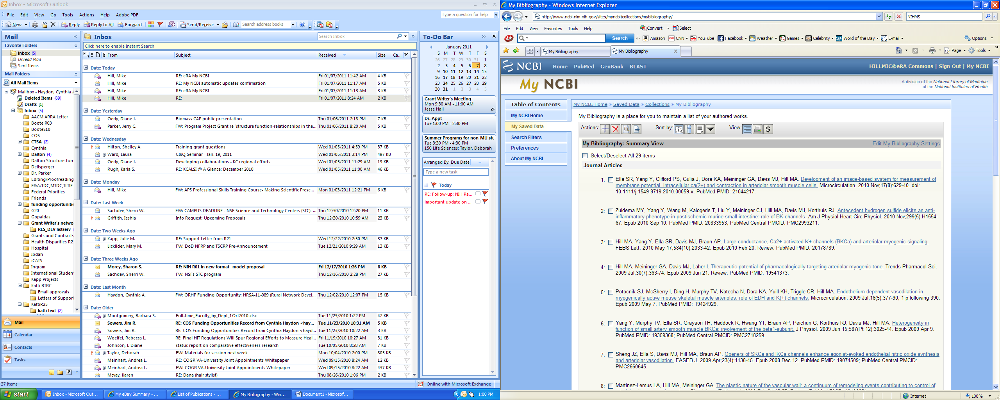 Inbox - Microsoft Outlook
File Edit View Go Tools Actions Help Adobe PDF
Type a question for help
New Reply Reply to All Forward Send/Receive Search address books
Mail
Favorite Folders
Inbox (5)
Unread Mail
Sent Items
Mail Folders
All Mail Items
Mailbox - Haydon, Cynthia A
Deleted Items (89)
Drafts [1]
Inbox (5)
AACM ARRA Letter
Boote R03
BooteS10
COS
CTSA (2)
Cynthia
Dalton (4)
Dalton Structure-fun
Dellsperger
Dr. Parker
Editing/Proofreading
F&A/TDC,MTDC,TLTIE
Federal Priorities
Friends
funding opportunitie
G20
Gopaldas
Grant Writer's netwo
RES_DEV listserv
Grants and Contracts
Health Disparities R2
Hospital
Ibdah
iCATS
Ingram
International Studen
Kapp Projects
Katti BTRC
Email approvals
Letters of Support
KattiR25
katti text (2)
Mail
Calendar
Contacts
Tasks
Inbox
Search Inbox
Click here to enable Instant Search
From Subject Received Size Ca...
Date: Today
Hill, Mike RE: eRA My NCBI Fri 01/07/2011 11:42 AM 4 KB
Hill, Mike RE: My NCBI automatic updates confirmation Fri 01/07/2011 11:17 AM 5 KB
Hill, Mike RE: eRA My NCBI Fri 01/07/2011 11:13 AM 3 KB
Hill, Mike RE: Fri 01/07/2011 8:24 AM 2 KB
Date: Yesterday
Oerly, Diane J. Biomass CAP public presentation Thu 01/06/2011 2:18 PM 7 KB
Parker, Jerry C. FW: Program Project Grant re 'structure function-relationships in the... Thu 01/06/2011 8:20 AM 5 KB
Date: Wednesday
Hilton, Shelley A. Training grant questions Wed 01/05/2011 4:59 PM 37 KB
Ward, Laura C&Q Seminar - Jan. 19, 2011 Wed 01/05/2011 3:14 PM 497 KB
Oerly, Diane J. Developing collaborations - KC regional efforts Wed 01/05/2011 11:29 AM 19 KB
Rugh, Karla S. RE: KCALSI @ A Glance: December 2010 Wed 01/05/2011 11:00 AM 46 KB
Date: Monday
Hill, Mike FW: APS Professional Skills Training Course- Making Scientific Prese... Mon 01/03/2011 12:21 PM 6 KB
Date: Last Week
Sachdev, Sherri W. FW: CAMPUS DEADLINE - NSF Science and Technology Centers (STC): ... Thu 12/30/2010 12:20 PM 11 KB
Griffith, Ieshia Info Request: Upcoming Proposals Thu 12/30/2010 10:59 AM 23 KB
Date: Two Weeks Ago
Kapp, Julie M. RE: Support Letter from R21 Wed 12/22/2010 2:50 PM 37 KB
Licklider, Mary M. FW: DoD NFRP and TSCRP Pre-Announcement Tue 12/21/2010 9:29 AM 13 KB
Date: Three Weeks Ago
Morey, Sharon S. RE: NIH R01 in new format--model proposal Fri 12/17/2010 1:26 PM 8 KB
Sachdev, Sherri W. FW: NSFs STC program Thu 12/16/2010 2:28 PM 27 KB
Date: Last Month
Haydon, Cynthia A. FW: ORHP Funding Opportunity: HRSA-11-089 (Rural Network Devel... Thu 12/02/2010 12:07 PM 15 KB
Date: Older
Montgomery, Barbara S. Full-time_Faculty_by_Dept_1Oct2010.xlsx Tue 11/23/2010 1:22 PM 42 KB
Sowers, Jim R. RE: COS Funding Opportunities Record from Cynthia Haydon <hay... Tue 11/23/2010 10:31 AM 5 KB
Sowers, Jim R. RE: COS Funding Opportunities Record from Cynthia Haydon <hayd... Tue 11/23/2010 10:22 AM 3 KB
Woelfel, Rebecca L. RE: Final HIT Regulations Will Spur Regional Efforts to Measure Heal... Fri 11/19/2010 10:27 AM 31 KB
Johnson, E Diane status report on comparative effectiveness research Tue 10/05/2010 8:28 AM 7 KB
Taylor, Deborah FW: Materials for session next week Mon 10/04/2010 2:00 PM 805 KB
Meinhart, Andrea L. RE: COGR VA-University Joint Appointments Whitepaper Wed 09/15/2010 8:24 AM 12 KB
Meinhart, Andrea L. FW: COGR VA-University Joint Appointments Whitepaper Wed 09/15/2010 8:22 AM 437 KB
Mcvay, Karen RE: Dana (hair stylist) Thu 08/26/2010 1:06 PM 2 KB
To-Do Bar
January 2011
S M T W T F S
26 27 28 29 30 31 1
2 3 4 5 6 7 8
9 10 11 12 13 14 15
16 17 18 19 20 21 22
23 24 25 26 27 28 29
30 31 1 2 3 4 5
Grant Writer's Meeting
Mon 9:30 AM - 11:00 AM
Jesse Hall
Dr. Appt
Tue 1:00 PM - 2:30 PM
Summer Programs for non-MU stu
Tue 3:30 PM - 4:30 PM
150 Life Sciences; Taylor, Deborah
Arranged By: Due Date
Type a new task
Today
RE: Follow-up: NIH Re...
important update on ...
37 Items
Online with Microsoft Exchange
start Inbox - Microsoft Out... My eBay Summary - ... List of Publications - ... My Bibliography - Win... Document1 - Microsof... 1:08 PM
My Bibliography - Windows Internet Explorer
http://www.ncbi.nlm.nih.gov/sites/myncbi/collections/mybibliography/
NIHMS
File Edit View Favorites Tools Help Convert Select
Ask Search Amazon CNN YouTube Facebook Weather Games Celebrity Word of the Day E-mail Options
My Bibliography My Bibliography Page Tools
NCBI Home PubMed GenBank BLAST HILLMIC@eRA Commons | Sign Out | My NCBI
My NCBI
A division of the National Library of Medicine
at the National Institutes of Health
Table of Contents
My NCBI Home
My Saved Data
Search Filters
Preferences
About My NCBI
My NCBI Home » Saved Data » Collections » My Bibliography
My Bibliography is a place for you to maintain a list of your authored works.
Actions: Sort by: View: $
My Bibliography: Summary View Edit My Bibliography Settings
Select/Deselect All 29 items
Journal Articles
1: Ella SR, Yang Y, Clifford PS, Gulia J, Dora KA, Meininger GA, Davis MJ, Hill MA. Development of an image-based system for measurement of
membrane potential, intracellular ca(2+) and contraction in arteriolar smooth muscle cells. Microcirculation. 2010 Nov;17(8):629-40. doi:
10.1111/j.1549-8719.2010.00059.x. PubMed PMID: 21044217.
2: Zuidema MY, Yang Y, Wang M, Kalogeris T, Liu Y, Meininger CJ, Hill MA, Davis MJ, Korthuis RJ. Antecedent hydrogen sulfide elicits an anti-
inflammatory phenotype in postischemic murine small intestine: role of BK channels. Am J Physiol Heart Circ Physiol. 2010 Nov;299(5):H1554-
67. Epub 2010 Sep 10. PubMed PMID: 20833953; PubMed Central PMCID: PMC2993211.
3: Hill MA, Yang Y, Ella SR, Davis MJ, Braun AP. Large conductance, Ca2+-activated K+ channels (BKCa) and arteriolar myogenic signaling.
FEBS Lett. 2010 May 17;584(10):2033-42. Epub 2010 Feb 20. Review. PubMed PMID: 20178789.
4: Hill MA, Meininger GA, Davis MJ, Laher I. Therapeutic potential of pharmacologically targeting arteriolar myogenic tone. Trends Pharmacol Sci.
2009 Jul;30(7):363-74. Epub 2009 Jun 21. Review. PubMed PMID: 19541373.
5: Potocnik SJ, McSherry I, Ding H, Murphy TV, Kotecha N, Dora KA, Yuill KH, Triggle CR, Hill MA. Endothelium-dependent vasodilation in
myogenically active mouse skeletal muscle arterioles: role of EDH and K(+) channels. Microcirculation. 2009 Jul;16(5):377-90; 1 p following 390.
Epub 2009 May 7. PubMed PMID: 19424929.
6: Yang Y, Murphy TV, Ella SR, Grayson TH, Haddock R, Hwang YT, Braun AP, Peichun G, Korthuis RJ, Davis MJ, Hill MA. Heterogeneity in
function of small artery smooth muscle BKCa: involvement of the beta1-subunit. J Physiol. 2009 Jun 15;587(Pt 12):3025-44. Epub 2009 Apr 9.
PubMed PMID: 19359368; PubMed Central PMCID: PMC2718259.
7: Sheng JZ, Ella S, Davis MJ, Hill MA, Braun AP. Openers of SKCa and IKCa channels enhance agonist-evoked endothelial nitric oxide synthesis
and arteriolar vasodilation. FASEB J. 2009 Apr;23(4):1138-45. Epub 2008 Dec 12. PubMed PMID: 19074509; PubMed Central PMCID:
PMC2660645.
8: Martinez-Lemus LA, Hill MA, Meininger GA. The plastic nature of the vascular wall: a continuum of remodeling events contributing to control of
Internet 100%